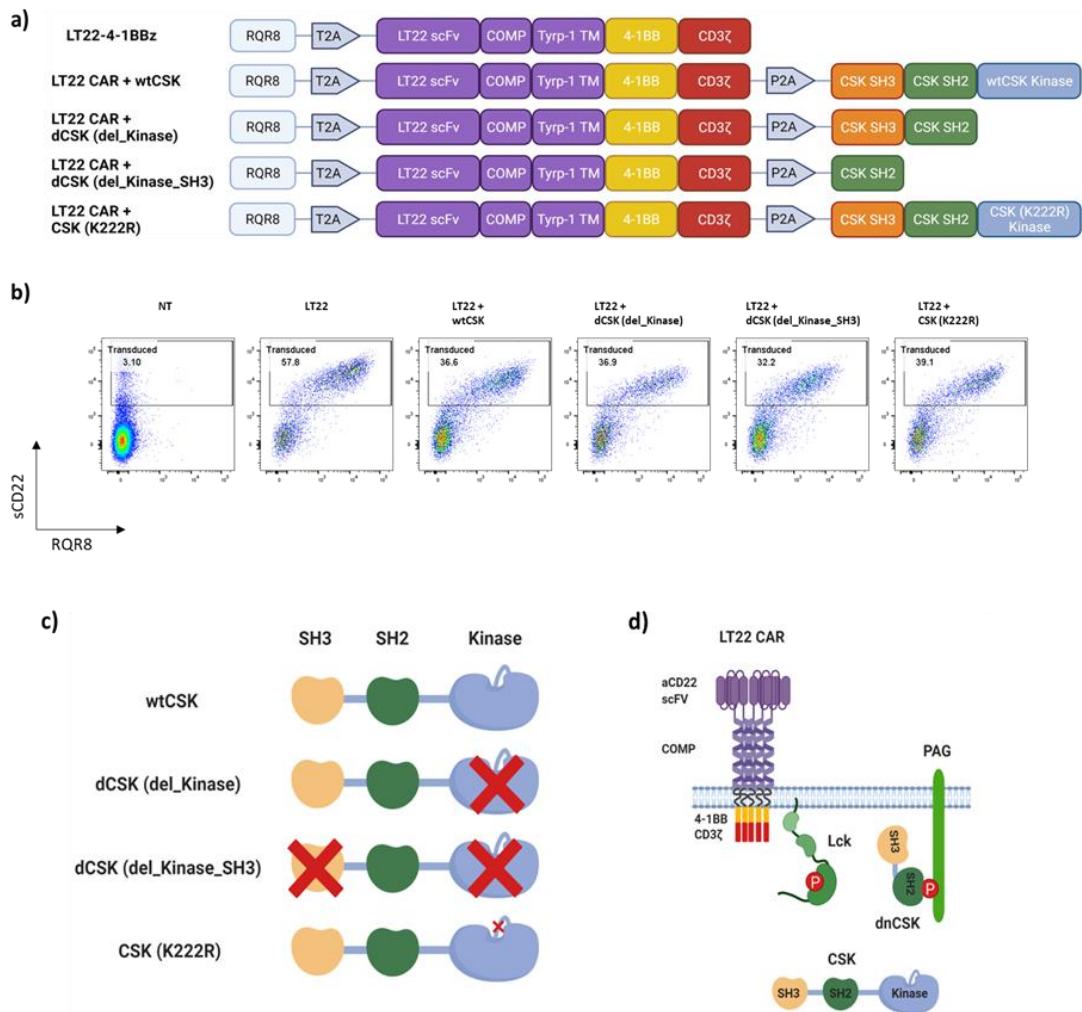 a)
LT22-4-1BBz
RQR8 T2A LT22 scFv COMP Tyrp-1 TM 4-1BB CD3ζ
LT22 CAR + wtCSK
RQR8 T2A LT22 scFv COMP Tyrp-1 TM 4-1BB CD3ζ P2A CSK SH3 CSK SH2 wtCSK Kinase
LT22 CAR +
dCSK (del_Kinase)
RQR8 T2A LT22 scFv COMP Tyrp-1 TM 4-1BB CD3ζ P2A CSK SH3 CSK SH2
LT22 CAR +
dCSK (del_Kinase_SH3)
RQR8 T2A LT22 scFv COMP Tyrp-1 TM 4-1BB CD3ζ P2A CSK SH2
LT22 CAR +
CSK (K222R)
RQR8 T2A LT22 scFv COMP Tyrp-1 TM 4-1BB CD3ζ P2A CSK SH3 CSK SH2 CSK (K222R)
Kinase
b)
NT
LT22
LT22 +
wtCSK
LT22 +
dCSK (del_Kinase)
LT22 +
dCSK (del_Kinase_SH3)
LT22 +
CSK (K222R)
Transduced
3.10
Transduced
57.8
Transduced
36.6
Transduced
36.9
Transduced
32.2
Transduced
39.1
sCD22
RQR8
c)
SH3 SH2 Kinase
wtCSK
dCSK (del_Kinase)
dCSK (del_Kinase_SH3)
CSK (K222R)
d)
LT22 CAR
aCD22
scFV
COMP
PAG
4-1BB
CD3ζ
Lck
P
SH3
SH2
P
dnCSK
CSK
SH3 SH2 Kinase